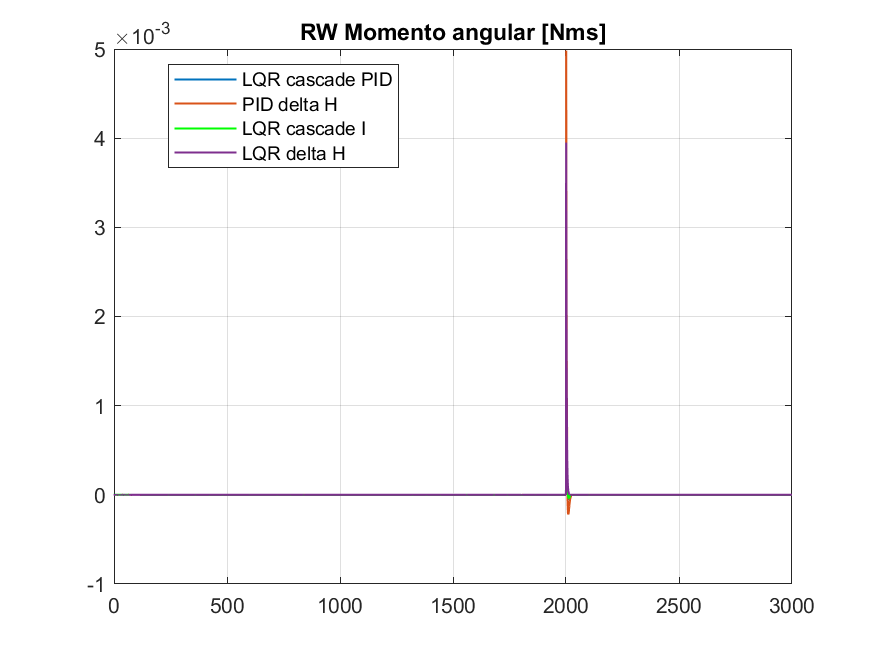 RW Momento angular [Nms]
×10-3
5
4
3
2
1
0
-1
LQR cascade PID
PID delta H
LQR cascade I
LQR delta H
0 500 1000 1500 2000 2500 3000